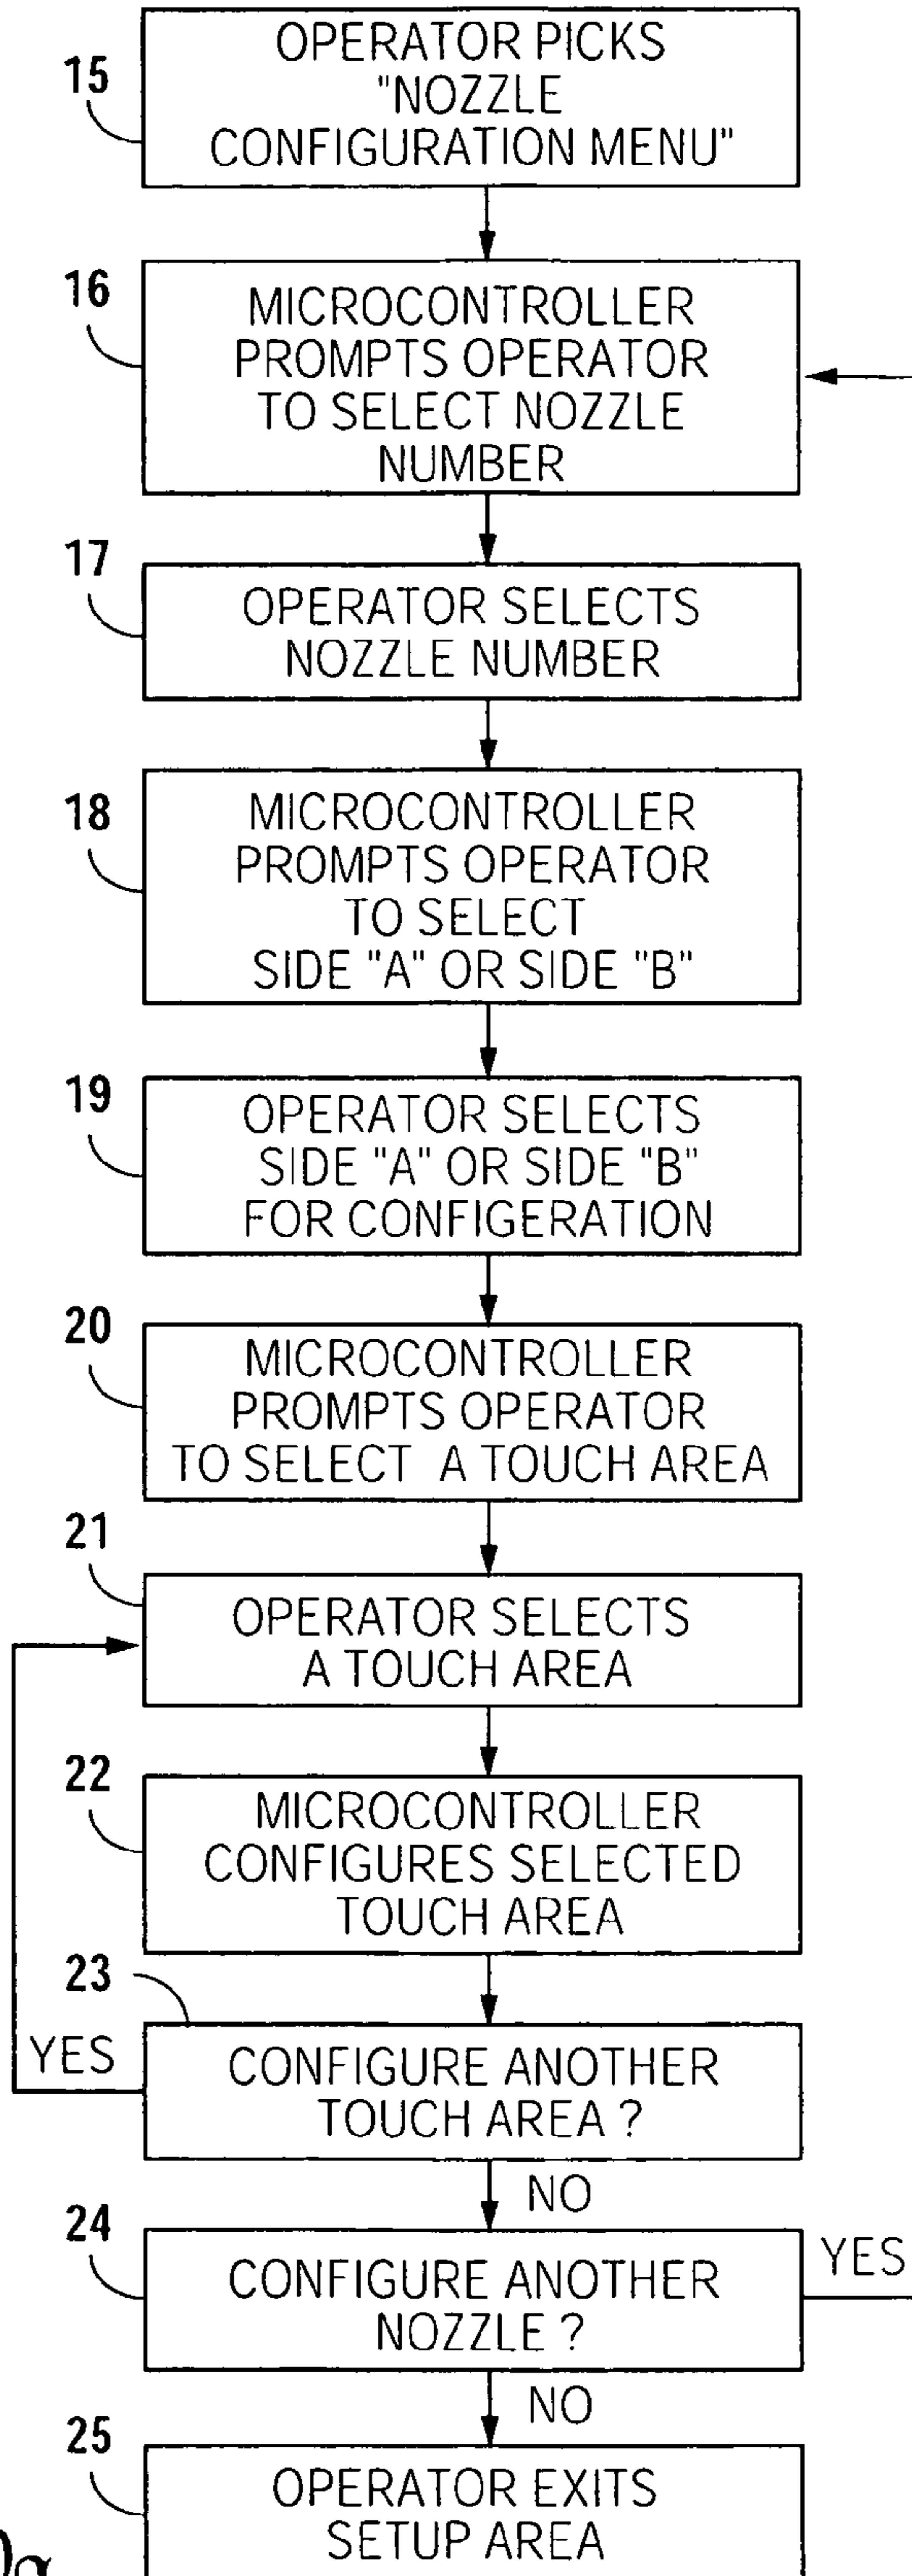 15
OPERATOR PICKS
"NOZZLE
CONFIGURATION MENU"
16
MICROCONTROLLER
PROMPTS OPERATOR
TO SELECT NOZZLE
NUMBER
17
OPERATOR SELECTS
NOZZLE NUMBER
18
MICROCONTROLLER
PROMPTS OPERATOR
TO SELECT
SIDE "A" OR SIDE "B"
19
OPERATOR SELECTS
SIDE "A" OR SIDE "B"
FOR CONFIGERATION
20
MICROCONTROLLER
PROMPTS OPERATOR
TO SELECT A TOUCH AREA
21
OPERATOR SELECTS
A TOUCH AREA
22
MICROCONTROLLER
CONFIGURES SELECTED
TOUCH AREA
23
YES
CONFIGURE ANOTHER
TOUCH AREA ?
NO
24
CONFIGURE ANOTHER
NOZZLE ?
YES
NO
25
OPERATOR EXITS
SETUP AREA